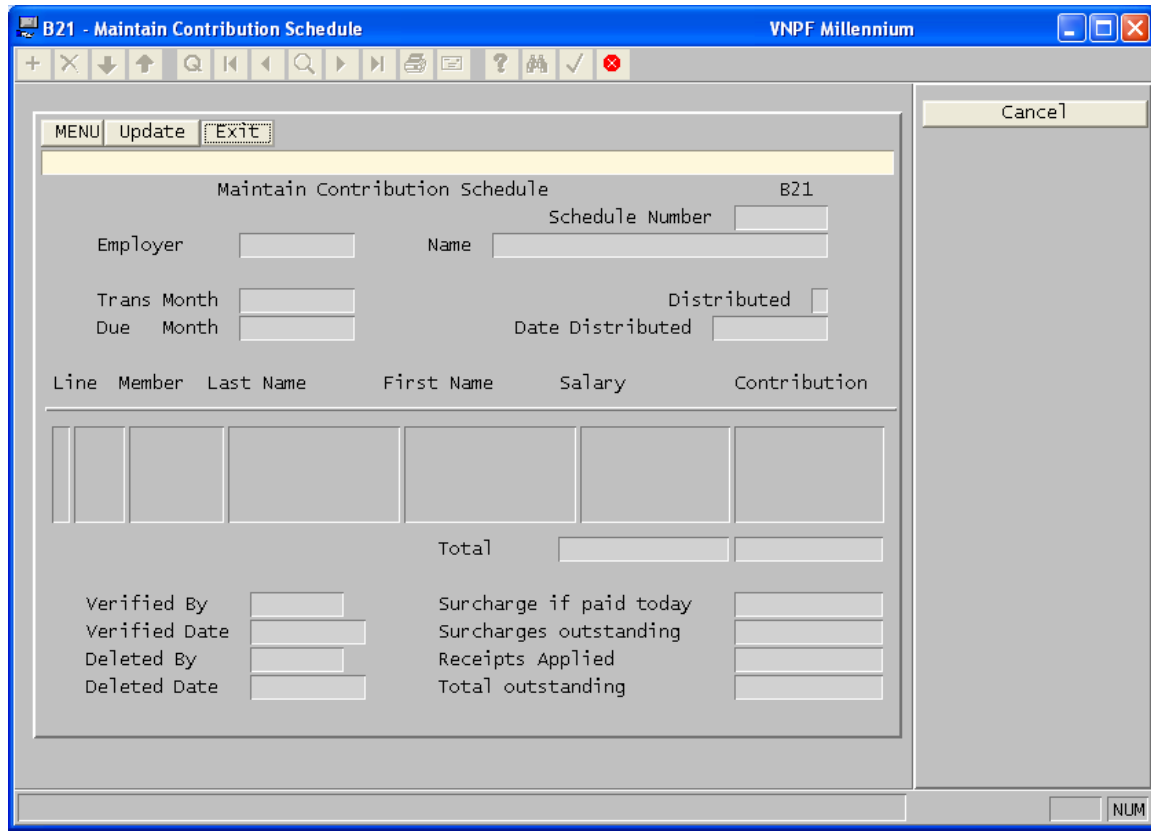 B21 - Maintain Contribution Schedule VNPF Millennium
Q ?
Cancel
MENU Update Exit
Maintain Contribution Schedule B21
Schedule Number
Employer Name
Trans Month Distributed
Due Month Date Distributed
Line Member Last Name First Name Salary Contribution
Total
Verified By Surcharge if paid today
Verified Date Surcharges outstanding
Deleted By Receipts Applied
Deleted Date Total outstanding
NUM